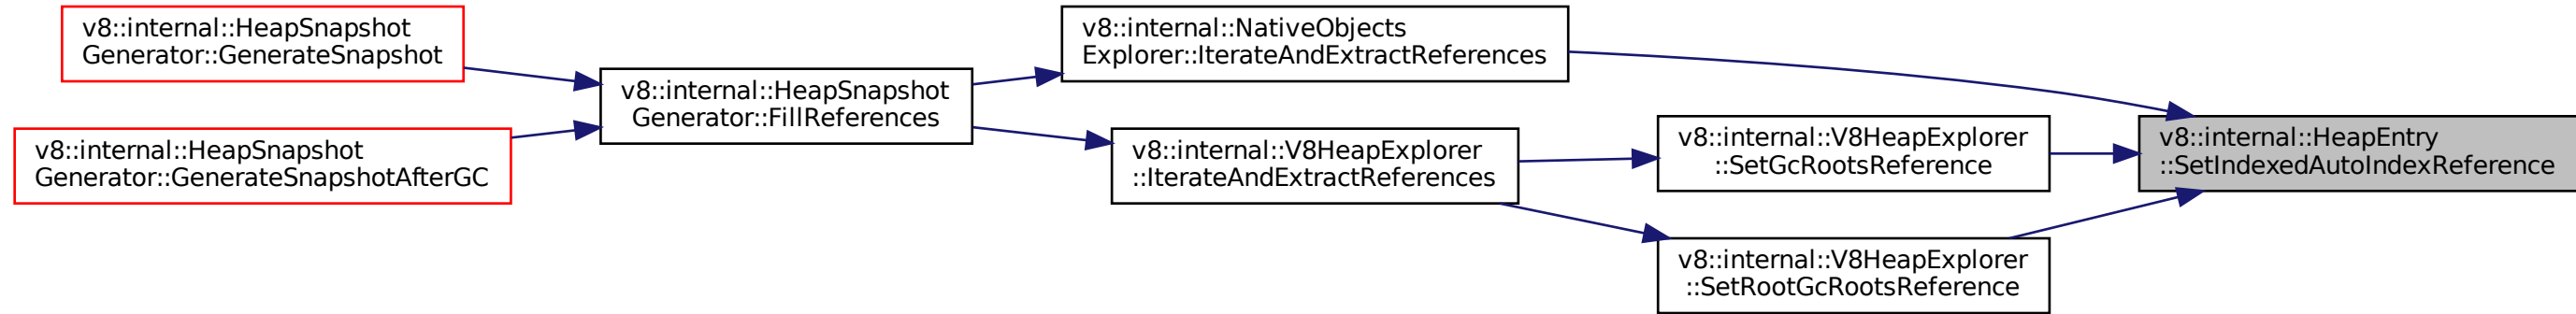 v8::internal::HeapSnapshot
Generator::GenerateSnapshot
v8::internal::HeapSnapshot
Generator::GenerateSnapshotAfterGC
v8::internal::HeapSnapshot
Generator::FillReferences
v8::internal::NativeObjects
Explorer::IterateAndExtractReferences
v8::internal::V8HeapExplorer
::IterateAndExtractReferences
v8::internal::V8HeapExplorer
::SetGcRootsReference
v8::internal::V8HeapExplorer
::SetRootGcRootsReference
v8::internal::HeapEntry
::SetIndexedAutoIndexReference